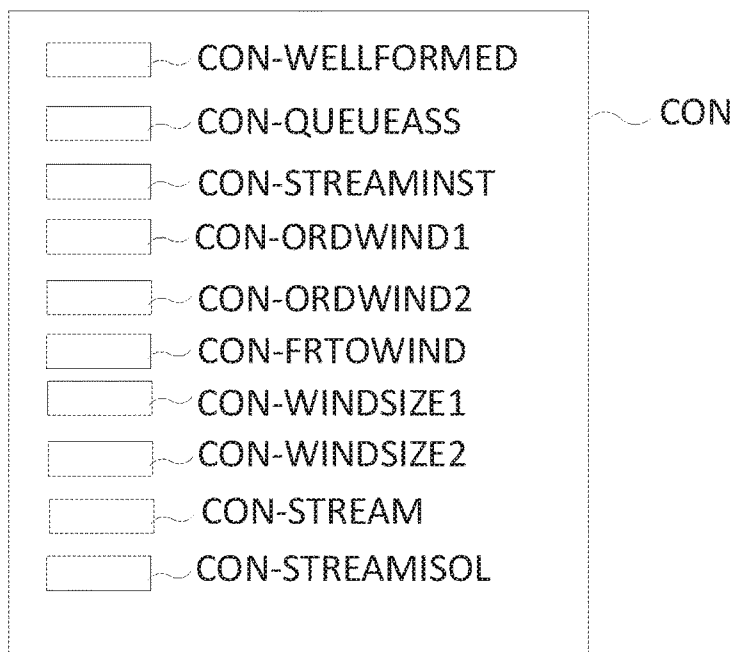 CON-WELLFORMED
CON-QUEUEASS
CON
CON-STREAMINST
CON-ORDWIND1
CON-ORDWIND2
CON-FRTOWIND
CON-WINDSIZE1
CON-WINDSIZE2
CON-STREAM
CON-STREAMISOL